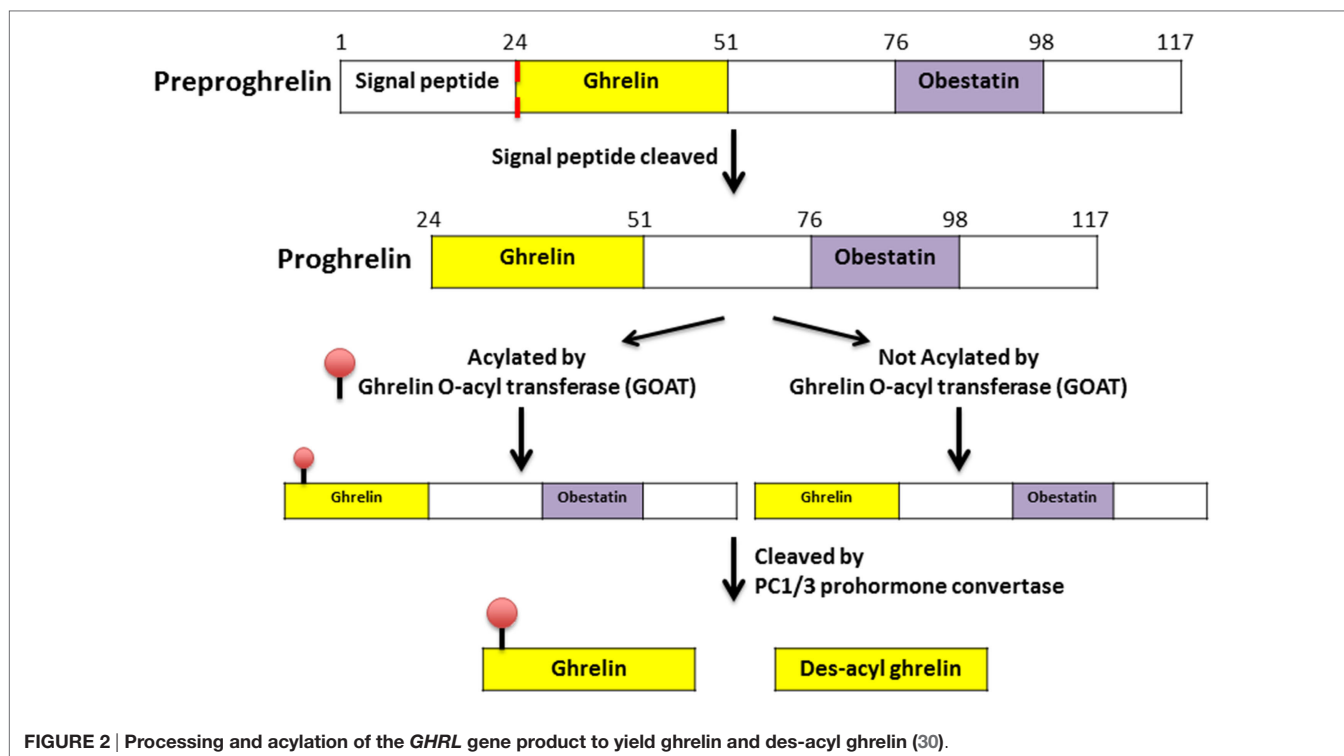 1 24 51 76 98 117
Preproghrelin Signal peptide Ghrelin Obestatin
Signal peptide cleaved
24 51 76 98 117
Proghrelin Ghrelin Obestatin
Acylated by
Ghrelin O-acyl transferase (GOAT)
Not Acylated by
Ghrelin O-acyl transferase (GOAT)
Ghrelin Obestatin
Ghrelin Obestatin
Cleaved by
PC1/3 prohormone convertase
Ghrelin
Des-acyl ghrelin
FIGURE 2 | Processing and acylation of the GHRL gene product to yield ghrelin and des-acyl ghrelin (30).